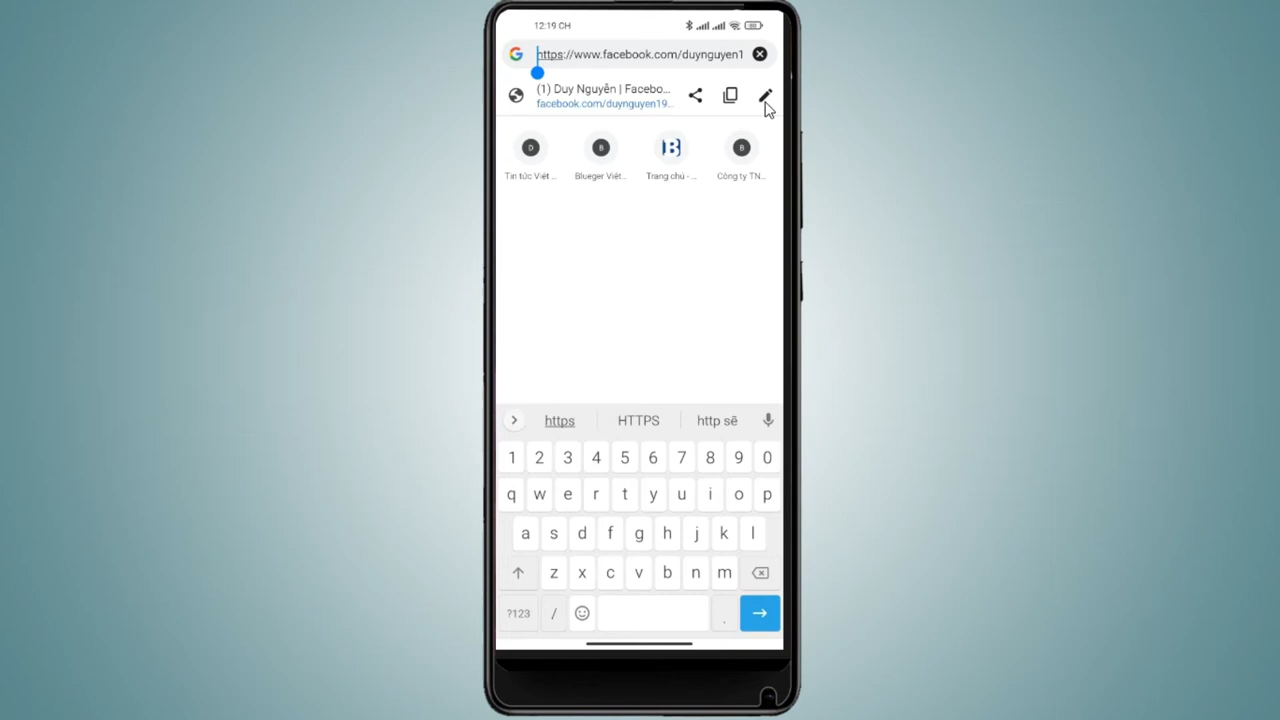 12:19 CH
80
https://www.facebook.com/duynguyen1
(1) Duy Nguyễn | Facebo...
facebook.com/duynguyen19...
D
B
B
B
Tin tức Việt ...
Blueger Việt...
Trang chủ - ...
Công ty TN...
https
HTTPS
http sẽ
1 2 3 4 5 6 7 8 9 0
q w e r t y u i o p
a s d f g h j k l
z x c v b n m
?123 / .